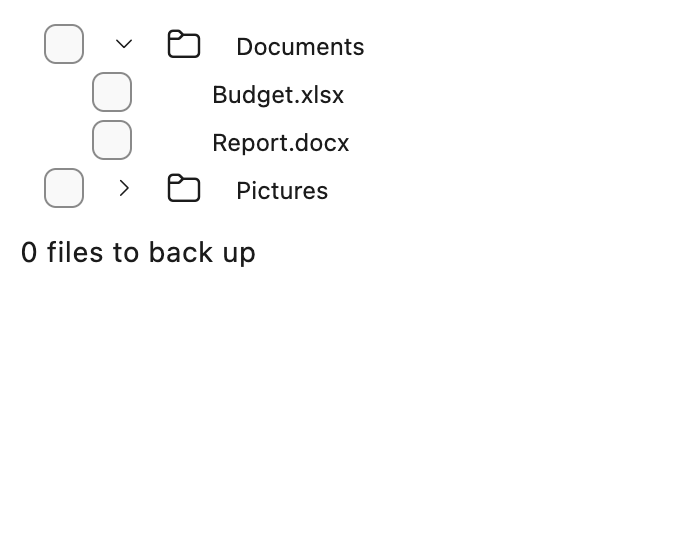 Documents
Budget.xlsx
Report.docx
Pictures
0 files to back up